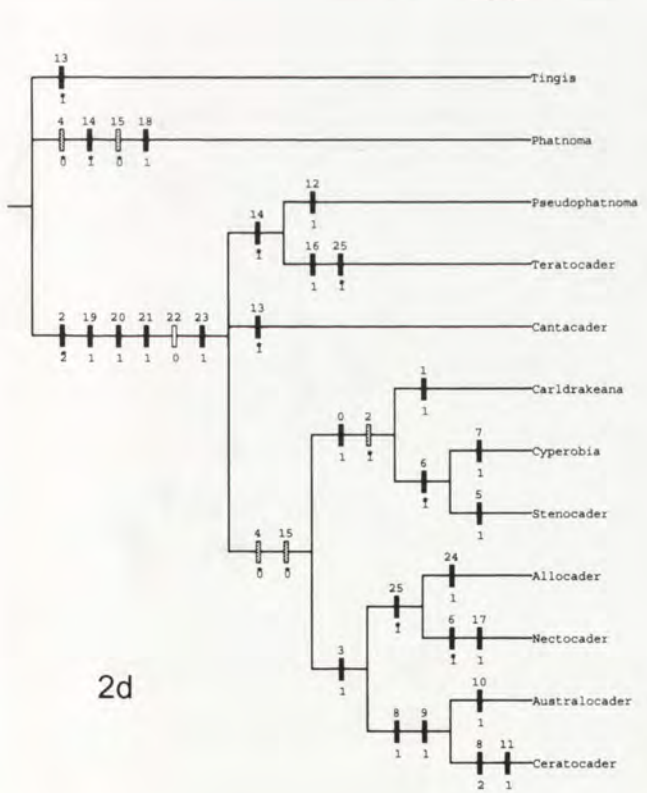 13
1 Tingis
4 14 15 18
0 1 0 1 Phatnoma
12
1 Pseudophatnoma
14
1
16 25
1 1 Teratocader
13
1 Cantacader
2 19 20 21 22 23
2 1 1 1 0 1
1
1 Carldrakeana
0 2
1 1
7
1 Cyperobia
6
1
5
1 Stenocader
4 15
0 0
24
1 Allocader
25
1
6 17
1 1 Nectocader
3
1
10
1 Australocader
8 9
1 1
8 11
2 1 Ceratocader
2d